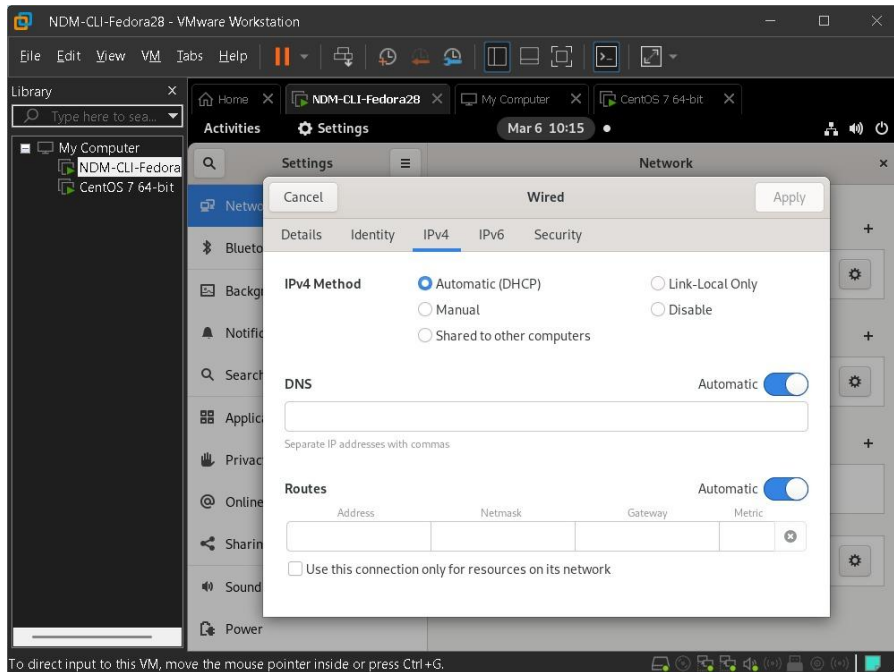 NDM-CLI-Fedora28 - VMware Workstation
File Edit View VM Tabs Help
Library
Type here to sea...
My Computer
NDM-CLI-Fedora
CentOS 7 64-bit
Home NDM-CLI-Fedora28 My Computer CentOS 7 64-bit
Activities Settings Mar 6 10:15
Settings Network
Netwo
Blueto
Backgr
Notific
Search
Applica
Privac
Online
Sharin
Sound
Power
Cancel Wired Apply
Details Identity IPv4 IPv6 Security
IPv4 Method Automatic (DHCP) Link-Local Only
Manual Disable
Shared to other computers
DNS Automatic
Separate IP addresses with commas
Routes Automatic
Address Netmask Gateway Metric
Use this connection only for resources on its network
To direct input to this VM, move the mouse pointer inside or press Ctrl+G.